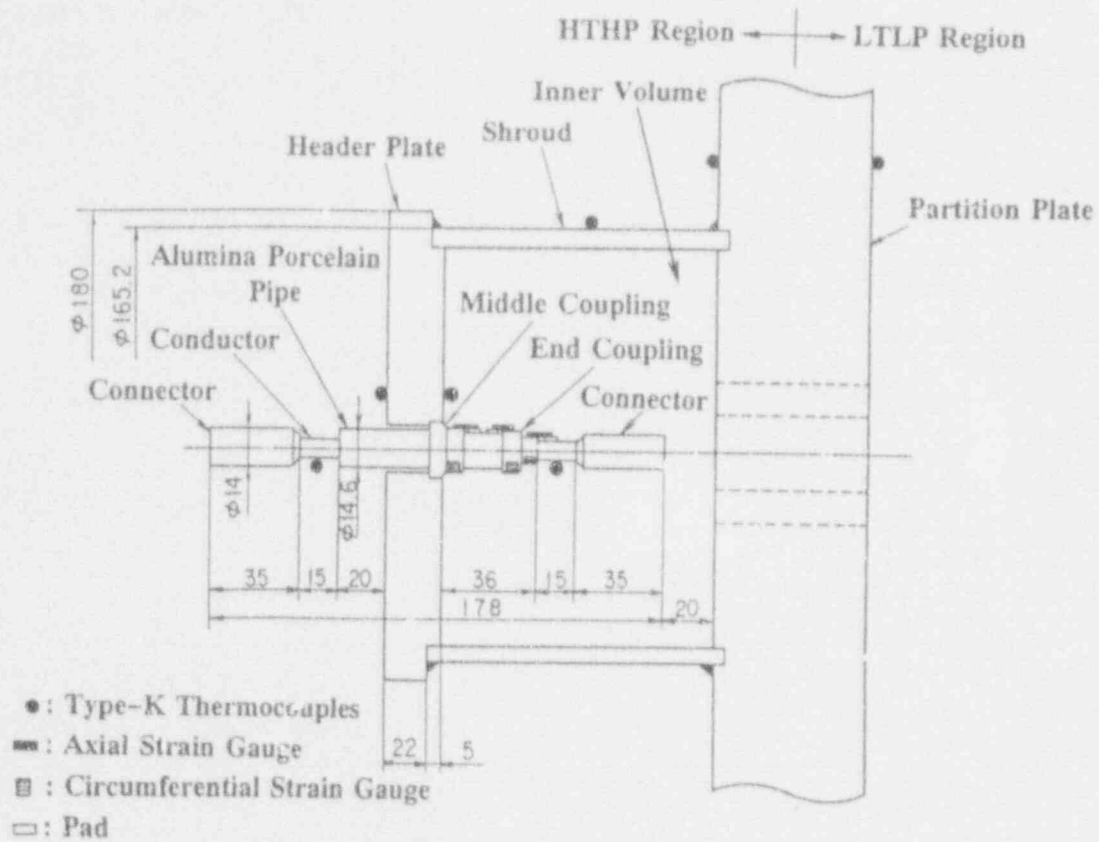 HTHP Region
LTLP Region
Inner Volume
Shroud
Header Plate
Partition Plate
φ180
φ165.2
Alumina Porcelain
Pipe
Middle Coupling
Conductor
End Coupling
Connector
Connector
φ14
φ14.6
35
15
20
36
15
35
178
20
22
5
● : Type-K Thermocouples
: Axial Strain Gauge
: Circumferential Strain Gauge
: Pad